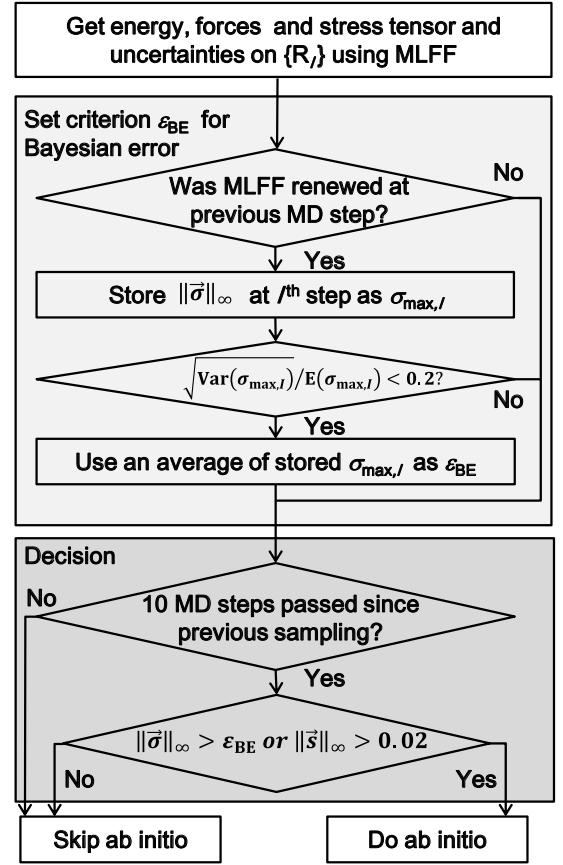 Get energy, forces and stress tensor and
uncertainties on {R_I} using MLFF
Set criterion ε_BE for
Bayesian error
No
Was MLFF renewed at
previous MD step?
Yes
Store ‖σ⃗‖_∞ at I^th step as σ_max,I
√Var(σ_max,I)/E(σ_max,I) < 0.2?
No
Yes
Use an average of stored σ_max,I as ε_BE
Decision
No
10 MD steps passed since
previous sampling?
Yes
‖σ⃗‖_∞ > ε_BE or ‖s⃗‖_∞ > 0.02
No
Yes
Skip ab initio
Do ab initio